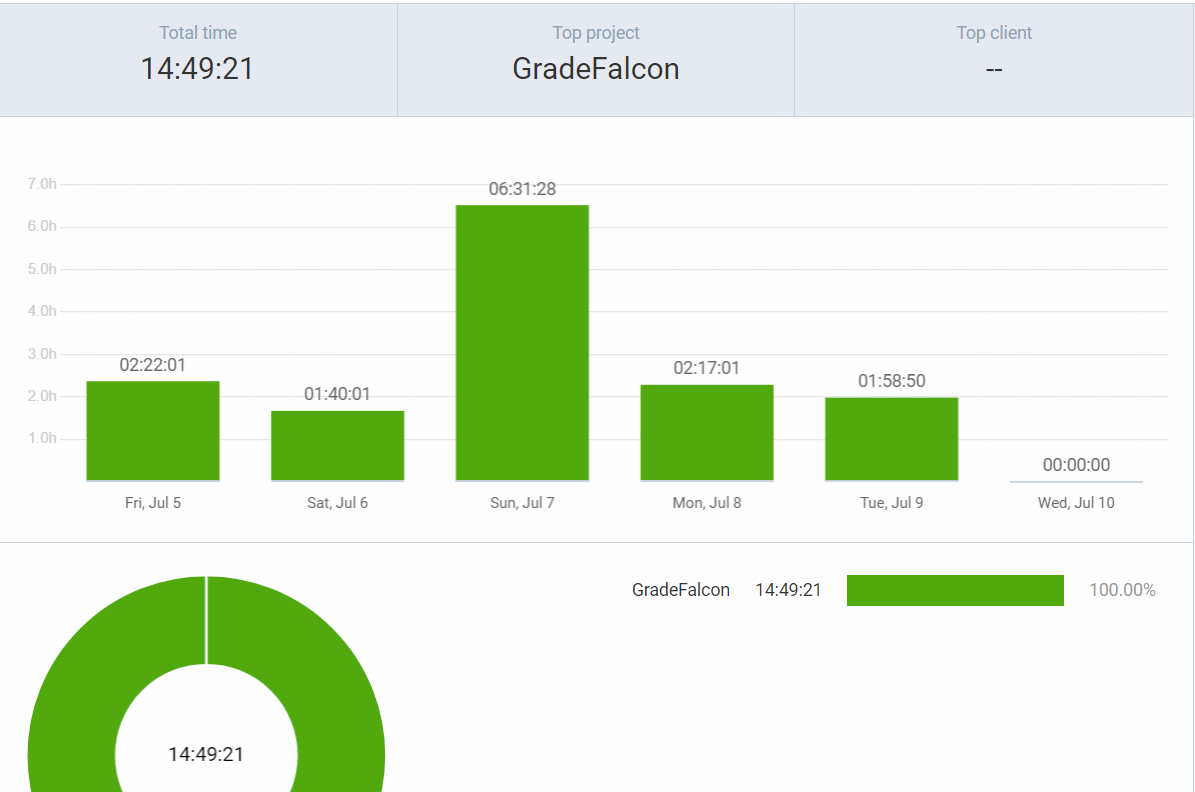 Total time
Top project
Top client
14:49:21
GradeFalcon
--
7.0h
06:31:28
6.0h
5.0h
4.0h
3.0h
02:22:01
02:17:01
01:58:50
2.0h
01:40:01
1.0h
00:00:00
Fri, Jul 5
Sat, Jul 6
Sun, Jul 7
Mon, Jul 8
Tue, Jul 9
Wed, Jul 10
GradeFalcon 14:49:21 100.00%
14:49:21